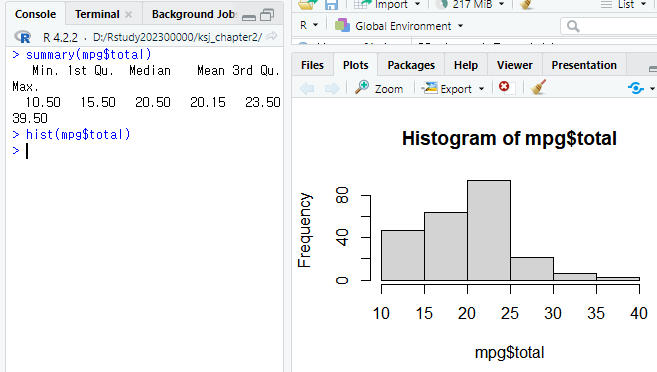 Console Terminal × Background Jobs
R 4.2.2 · D:/Rstudy202300000/ksj_chapter2/
> summary(mpg$total)
Min. 1st Qu. Median Mean 3rd Qu.
Max.
10.50 15.50 20.50 20.15 23.50
39.50
> hist(mpg$total)
>
Import 217 MiB List
R Global Environment
Files Plots Packages Help Viewer Presentation
Zoom Export
Histogram of mpg$total
Frequency
80
40
0
10 15 20 25 30 35 40
mpg$total